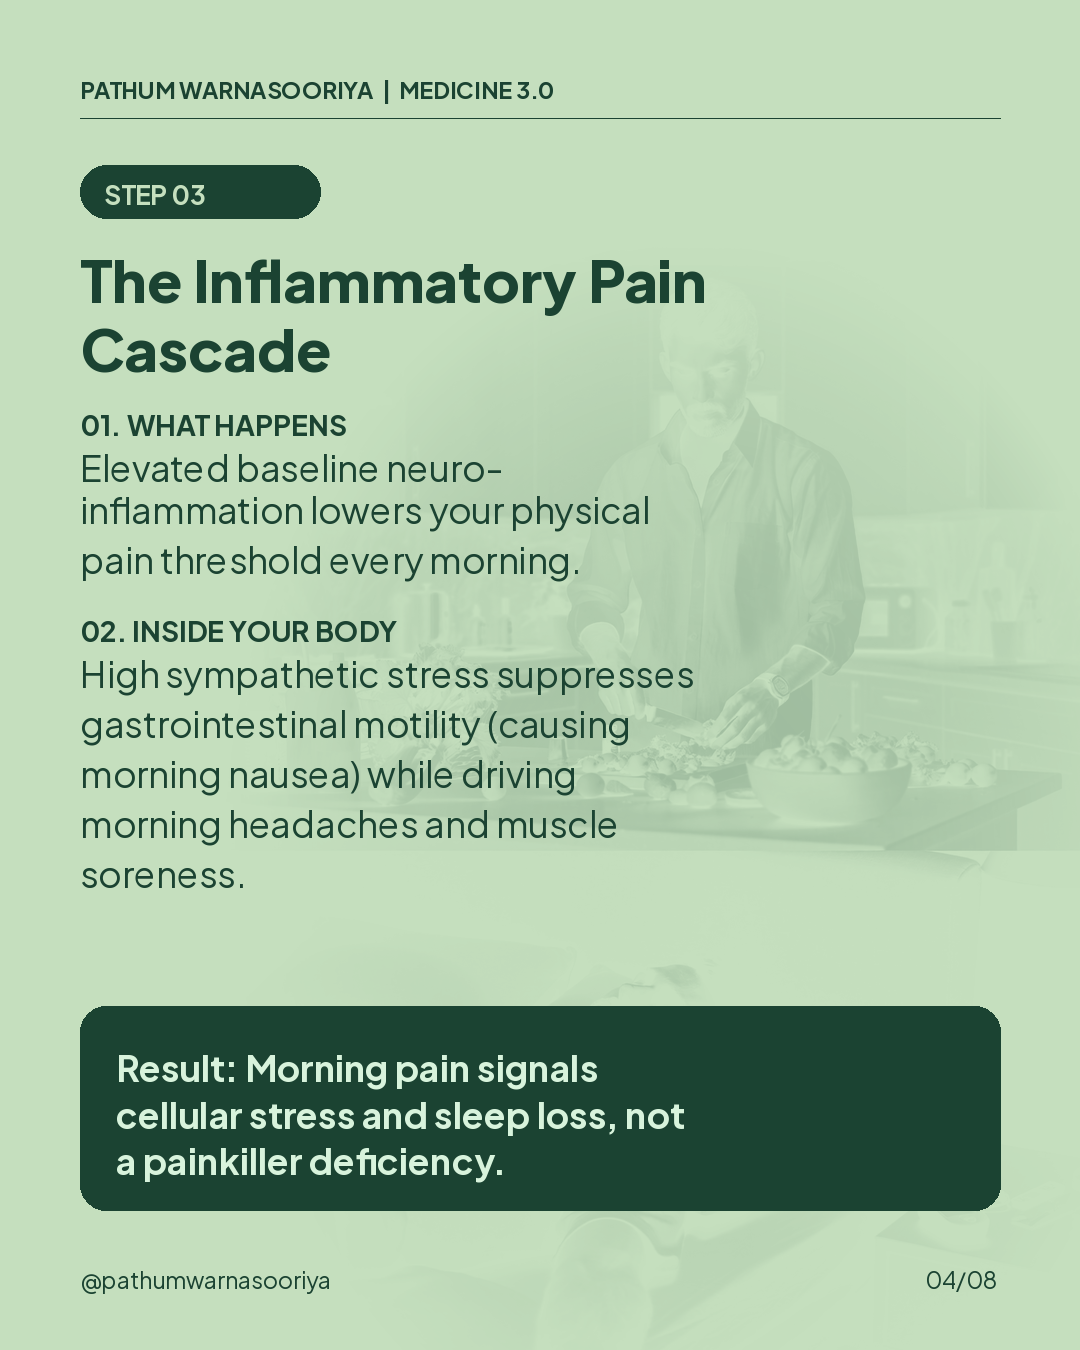 PATHUM WARNASOORIYA | MEDICINE 3.0
STEP 03
The Inflammatory Pain
Cascade
01. WHAT HAPPENS
Elevated baseline neuro-
inflammation lowers your physical
pain threshold every morning.
02. INSIDE YOUR BODY
High sympathetic stress suppresses
gastrointestinal motility (causing
morning nausea) while driving
morning headaches and muscle
soreness.
Result: Morning pain signals
cellular stress and sleep loss, not
a painkiller deficiency.
@pathumwarnasooriya
04/08